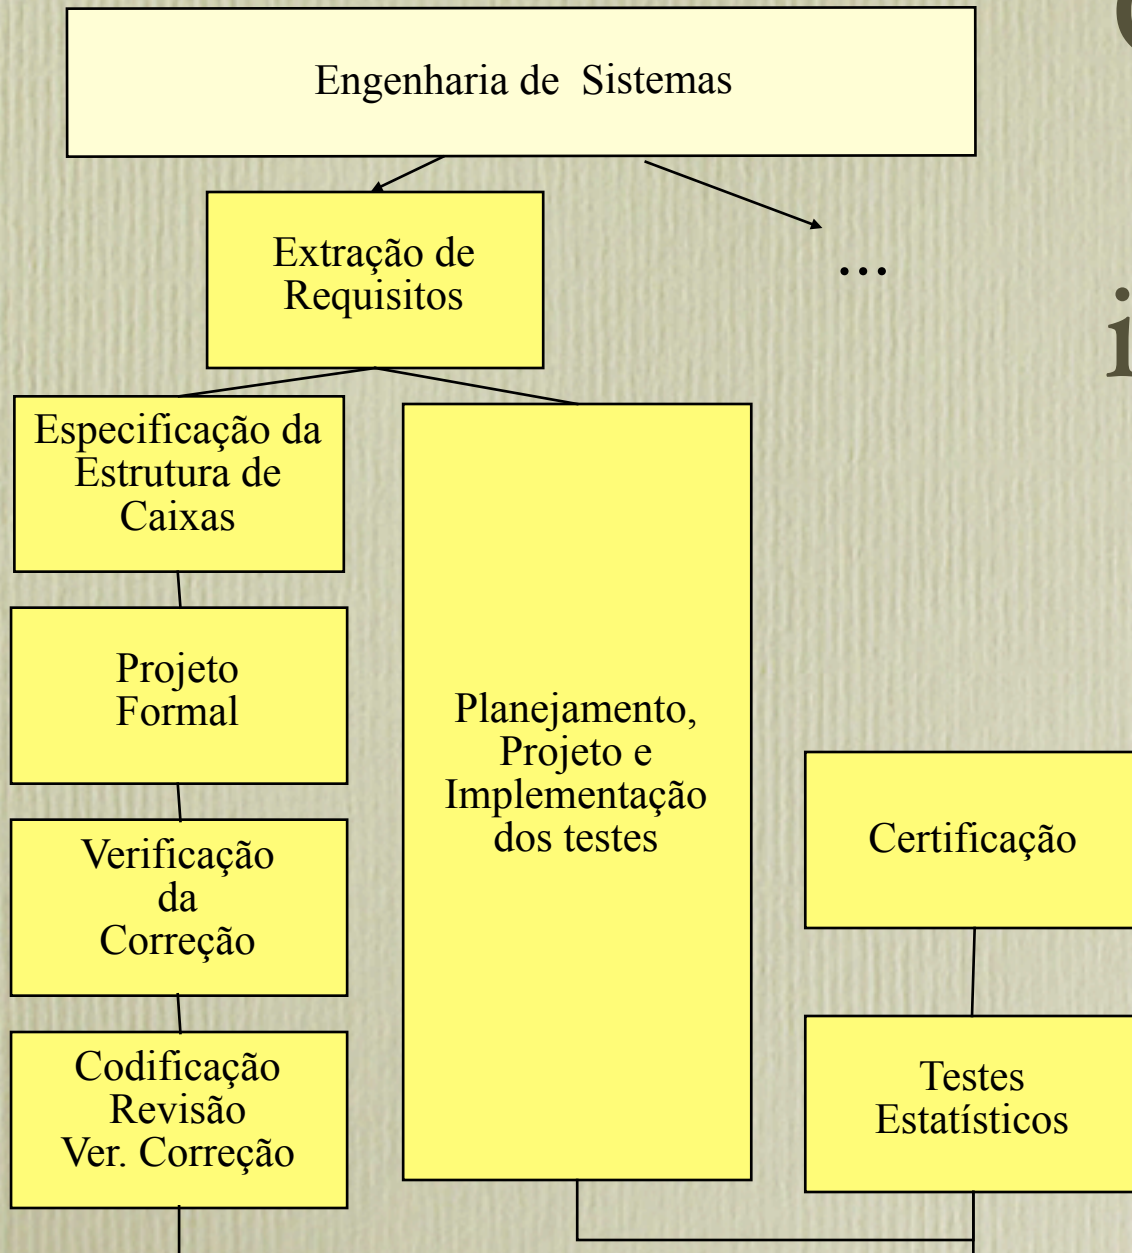 Engenharia de Sistemas
Extração de
Requisitos
...
Especificação da
Estrutura de
Caixas
Projeto
Formal
Planejamento,
Projeto e
Implementação
dos testes
Verificação
da
Correção
Certificação
Codificação
Revisão
Ver. Correção
Testes
Estatísticos